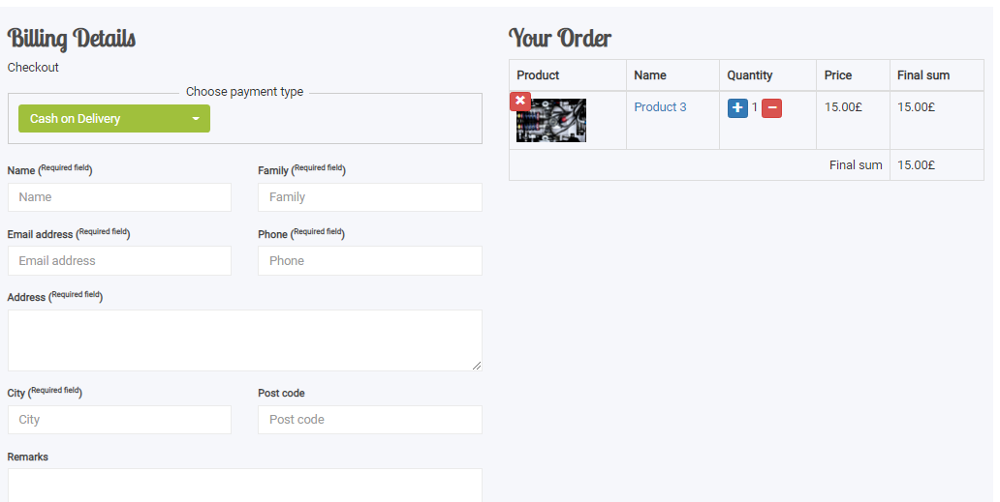 Billing Details
Checkout
Choose payment type
Cash on Delivery
Name (Required field)
Family (Required field)
Name
Family
Email address (Required field)
Phone (Required field)
Email address
Phone
Address (Required field)
City (Required field)
Post code
City
Post code
Remarks
Your Order
Product Name Quantity Price Final sum
Product 3 1 15.00£ 15.00£
Final sum 15.00£